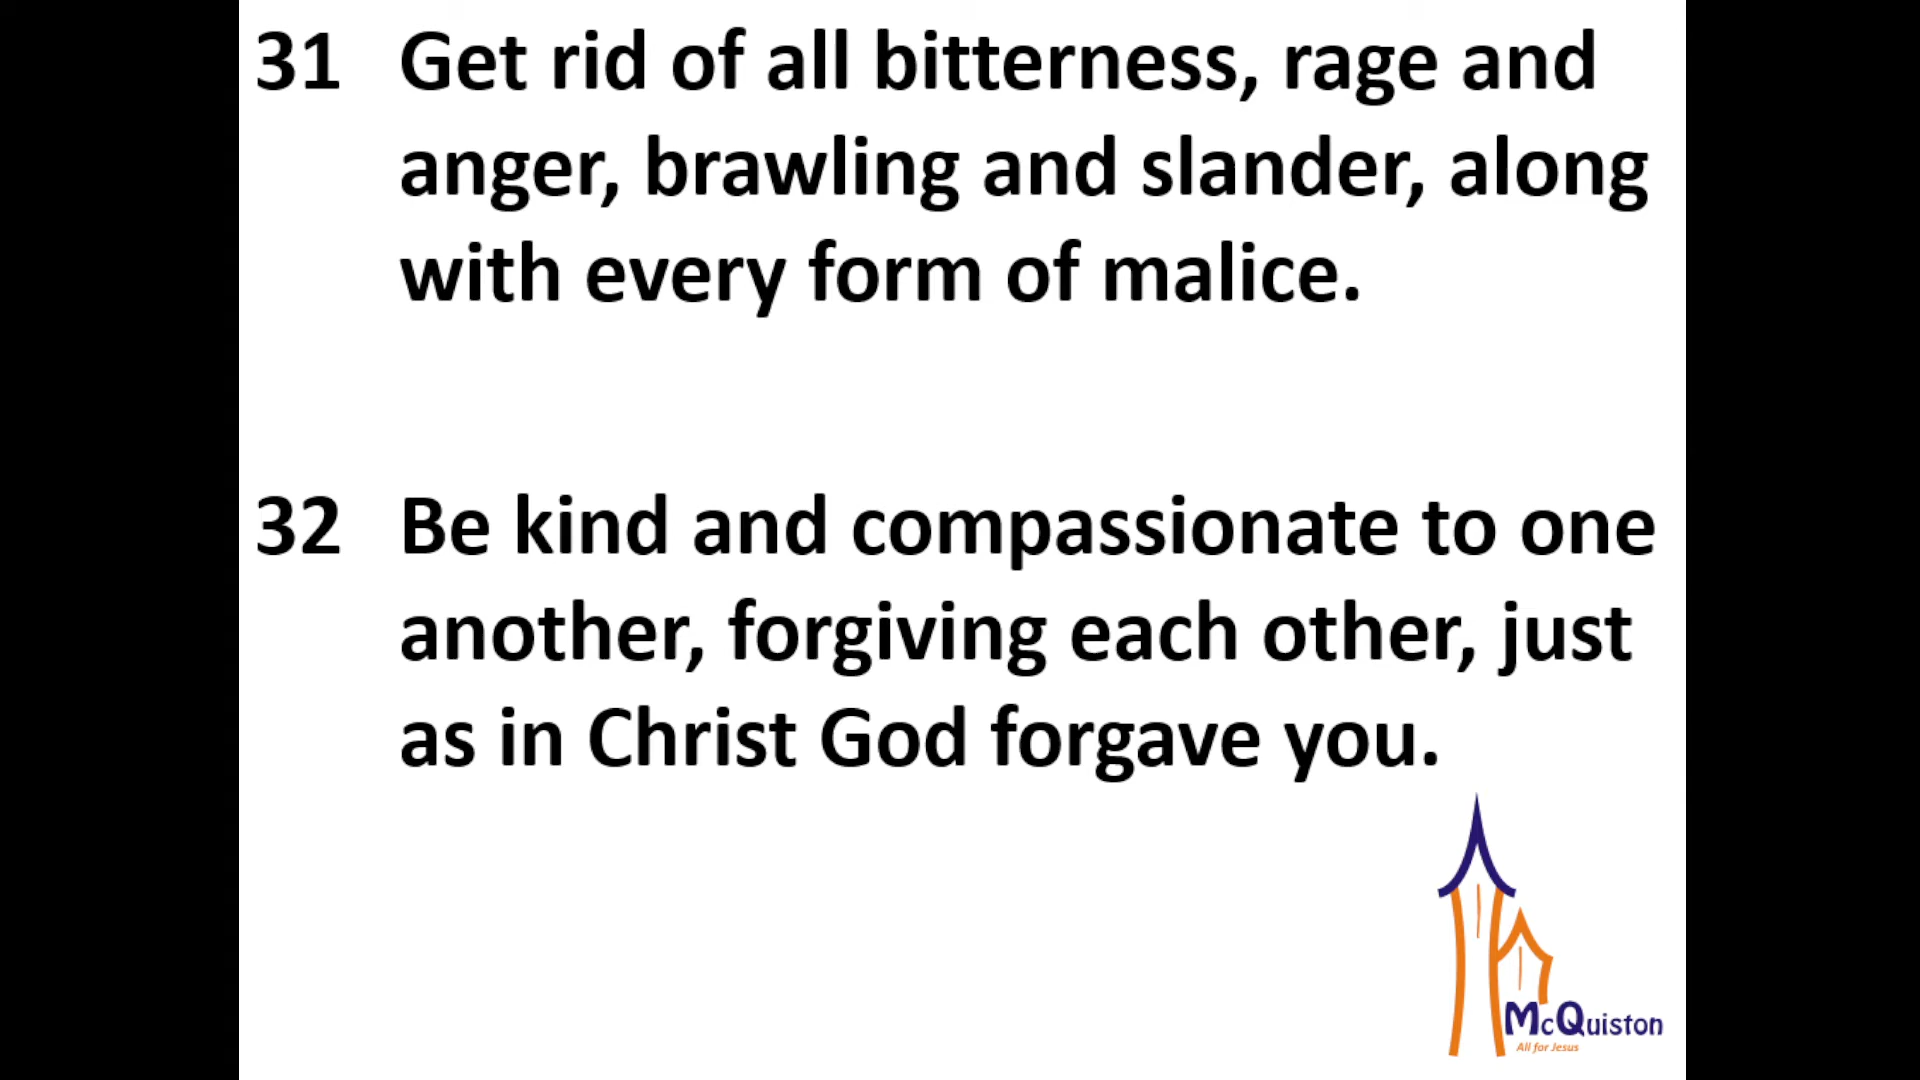 31 Get rid of all bitterness, rage and
anger, brawling and slander, along
with every form of malice.
32 Be kind and compassionate to one
another, forgiving each other, just
as in Christ God forgave you.
McQuiston
All for Jesus